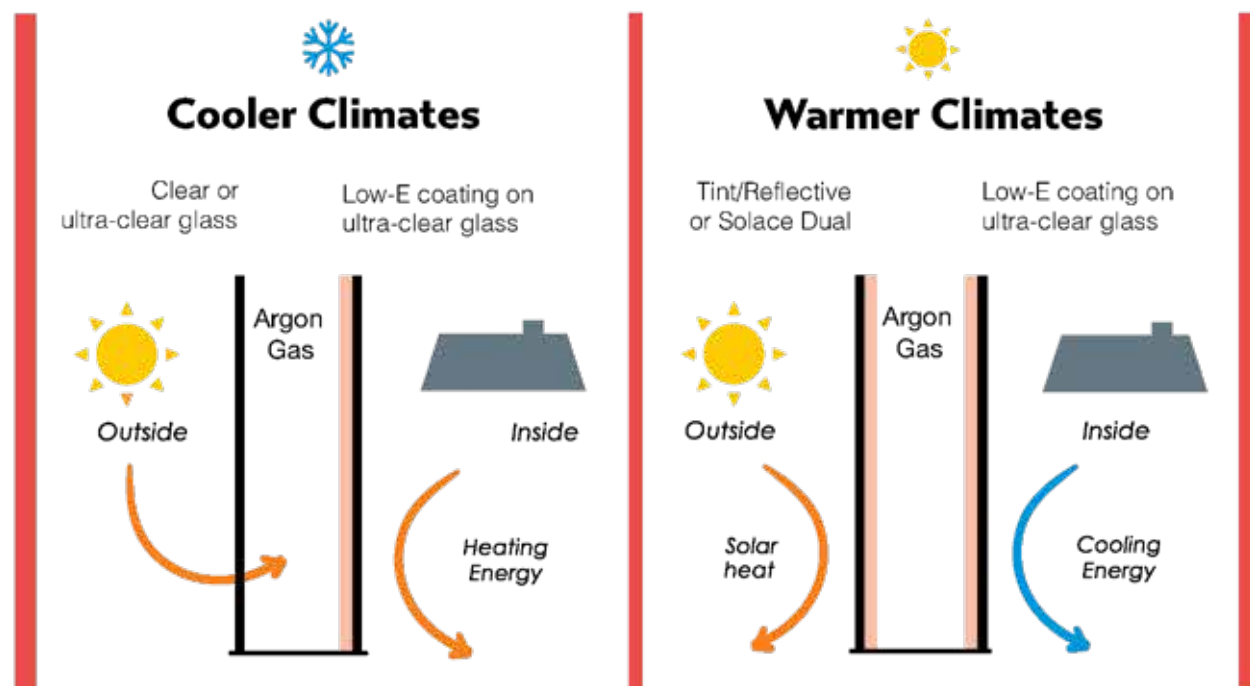 Cooler Climates
Clear or
ultra-clear glass
Low-E coating on
ultra-clear glass
Argon
Gas
Outside
Inside
Heating
Energy
Warmer Climates
Tint/Reflective
or Solace Dual
Low-E coating on
ultra-clear glass
Argon
Gas
Outside
Inside
Solar
heat
Cooling
Energy